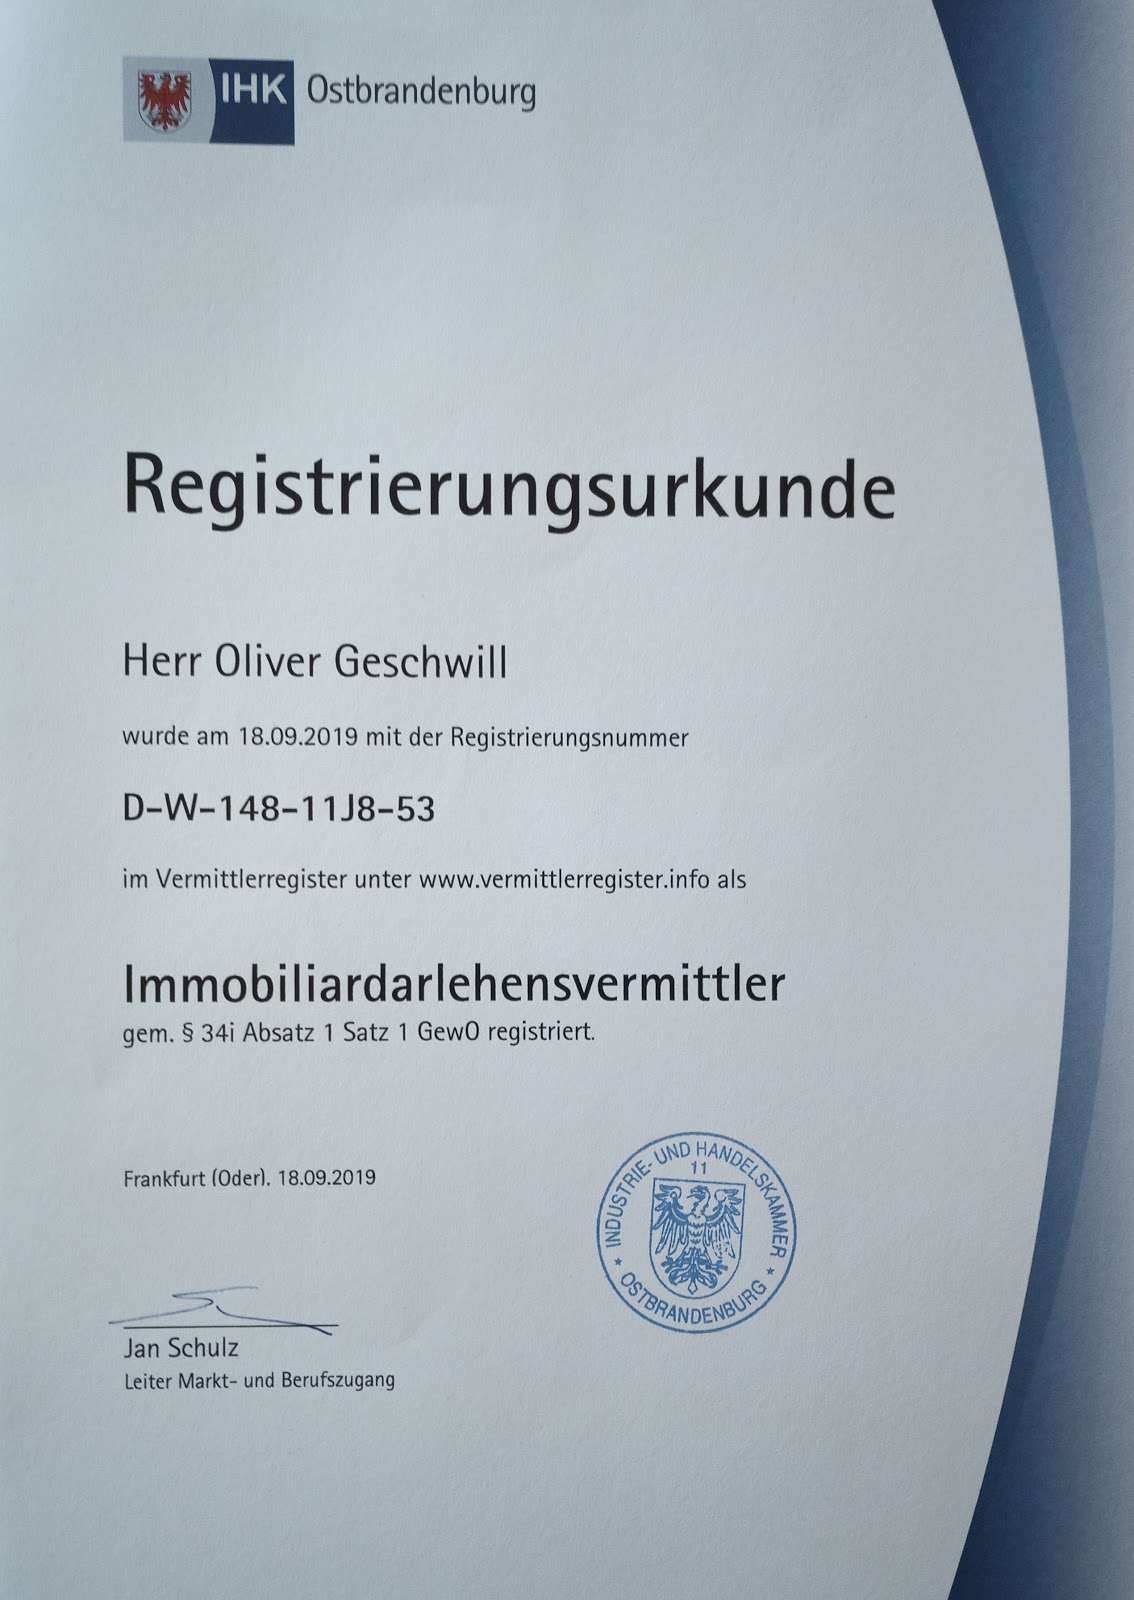 IHK Ostbrandenburg
Registrierungsurkunde
Herr Oliver Geschwill
wurde am 18.09.2019 mit der Registrierungsnummer
D-W-148-11J8-53
im Vermittlerregister unter www.vermittlerregister.info als
Immobiliardarlehensvermittler
gem. § 34i Absatz 1 Satz 1 GewO registriert.
Frankfurt (Oder). 18.09.2019
INDUSTRIE- UND HANDELSKAMMER
11
* OSTBRANDENBURG *
Jan Schulz
Leiter Markt- und Berufszugang